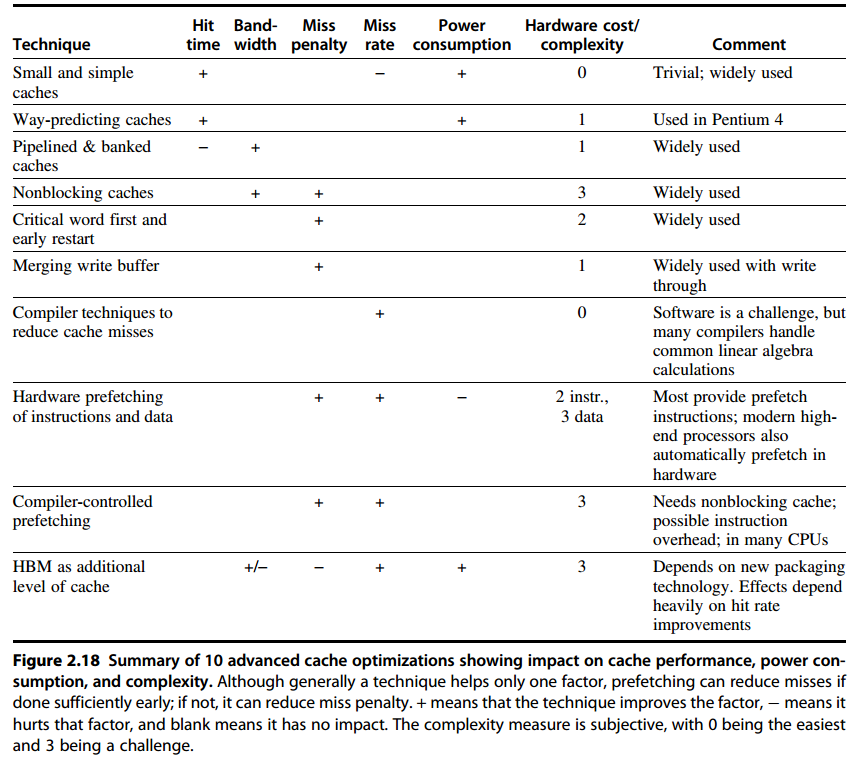 Hit Band- Miss Miss Power Hardware cost/
Technique time width penalty rate consumption complexity Comment
Small and simple + − + 0 Trivial; widely used
caches
Way-predicting caches + + 1 Used in Pentium 4
Pipelined & banked − + 1 Widely used
caches
Nonblocking caches + + 3 Widely used
Critical word first and + 2 Widely used
early restart
Merging write buffer + 1 Widely used with write
through
Compiler techniques to + 0 Software is a challenge, but
reduce cache misses many compilers handle
common linear algebra
calculations
Hardware prefetching + + − 2 instr., Most provide prefetch
of instructions and data 3 data instructions; modern high-
end processors also
automatically prefetch in
hardware
Compiler-controlled + + 3 Needs nonblocking cache;
prefetching possible instruction
overhead; in many CPUs
HBM as additional +/− − + + 3 Depends on new packaging
level of cache technology. Effects depend
heavily on hit rate
improvements
Figure 2.18 Summary of 10 advanced cache optimizations showing impact on cache performance, power con-
sumption, and complexity. Although generally a technique helps only one factor, prefetching can reduce misses if
done sufficiently early; if not, it can reduce miss penalty. + means that the technique improves the factor, − means it
hurts that factor, and blank means it has no impact. The complexity measure is subjective, with 0 being the easiest
and 3 being a challenge.